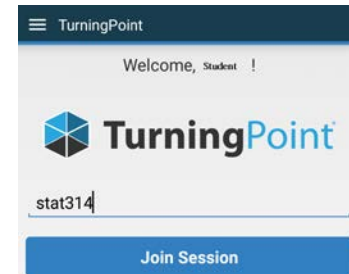 TurningPoint
Welcome, Student !
TurningPoint
stat314
Join Session